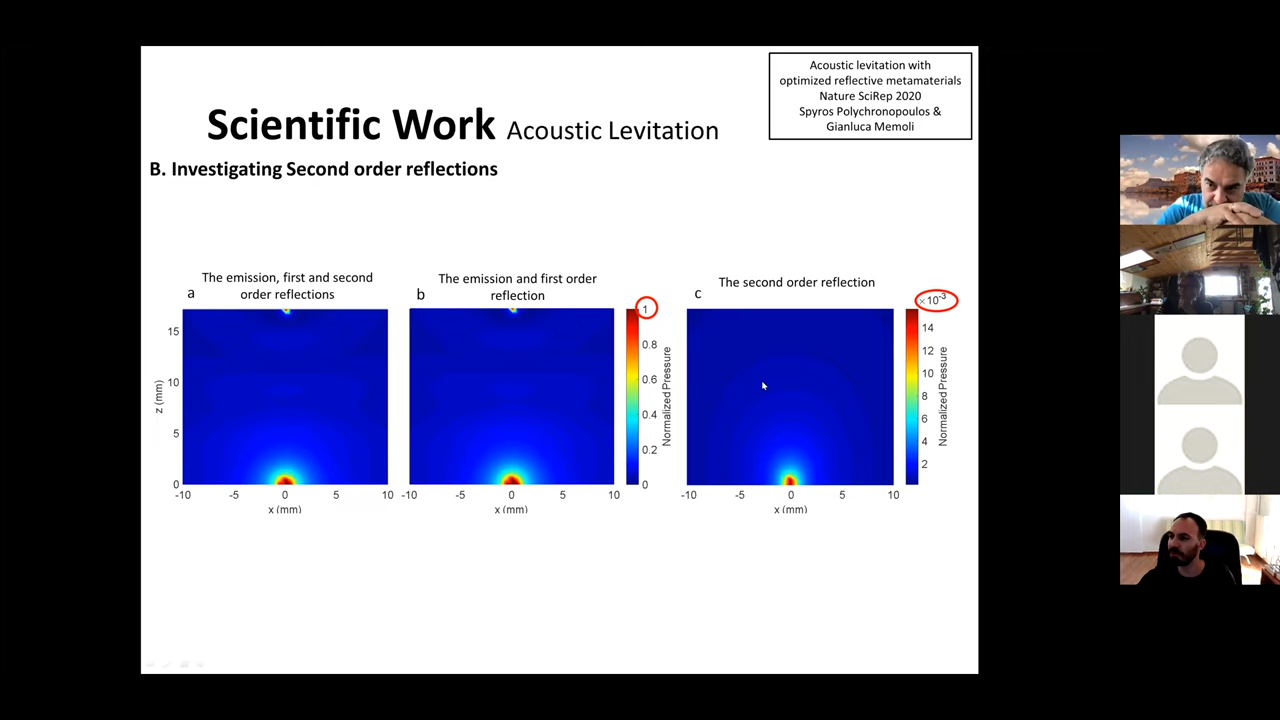 Acoustic levitation with
optimized reflective metamaterials
Nature SciRep 2020
Spyros Polychronopoulos &
Gianluca Memoli
Scientific Work Acoustic Levitation
B. Investigating Second order reflections
The emission, first and second
order reflections
a
The emission and first order
reflection
b
The second order reflection
c
15
10
5
0
z (mm)
-10 -5 0 5 10
x (mm)
-10 -5 0 5 10
x (mm)
1
0.8
0.6
0.4
0.2
0
Normalized Pressure
-10 -5 0 5 10
x (mm)
×10-3
14
12
10
8
6
4
2
Normalized Pressure